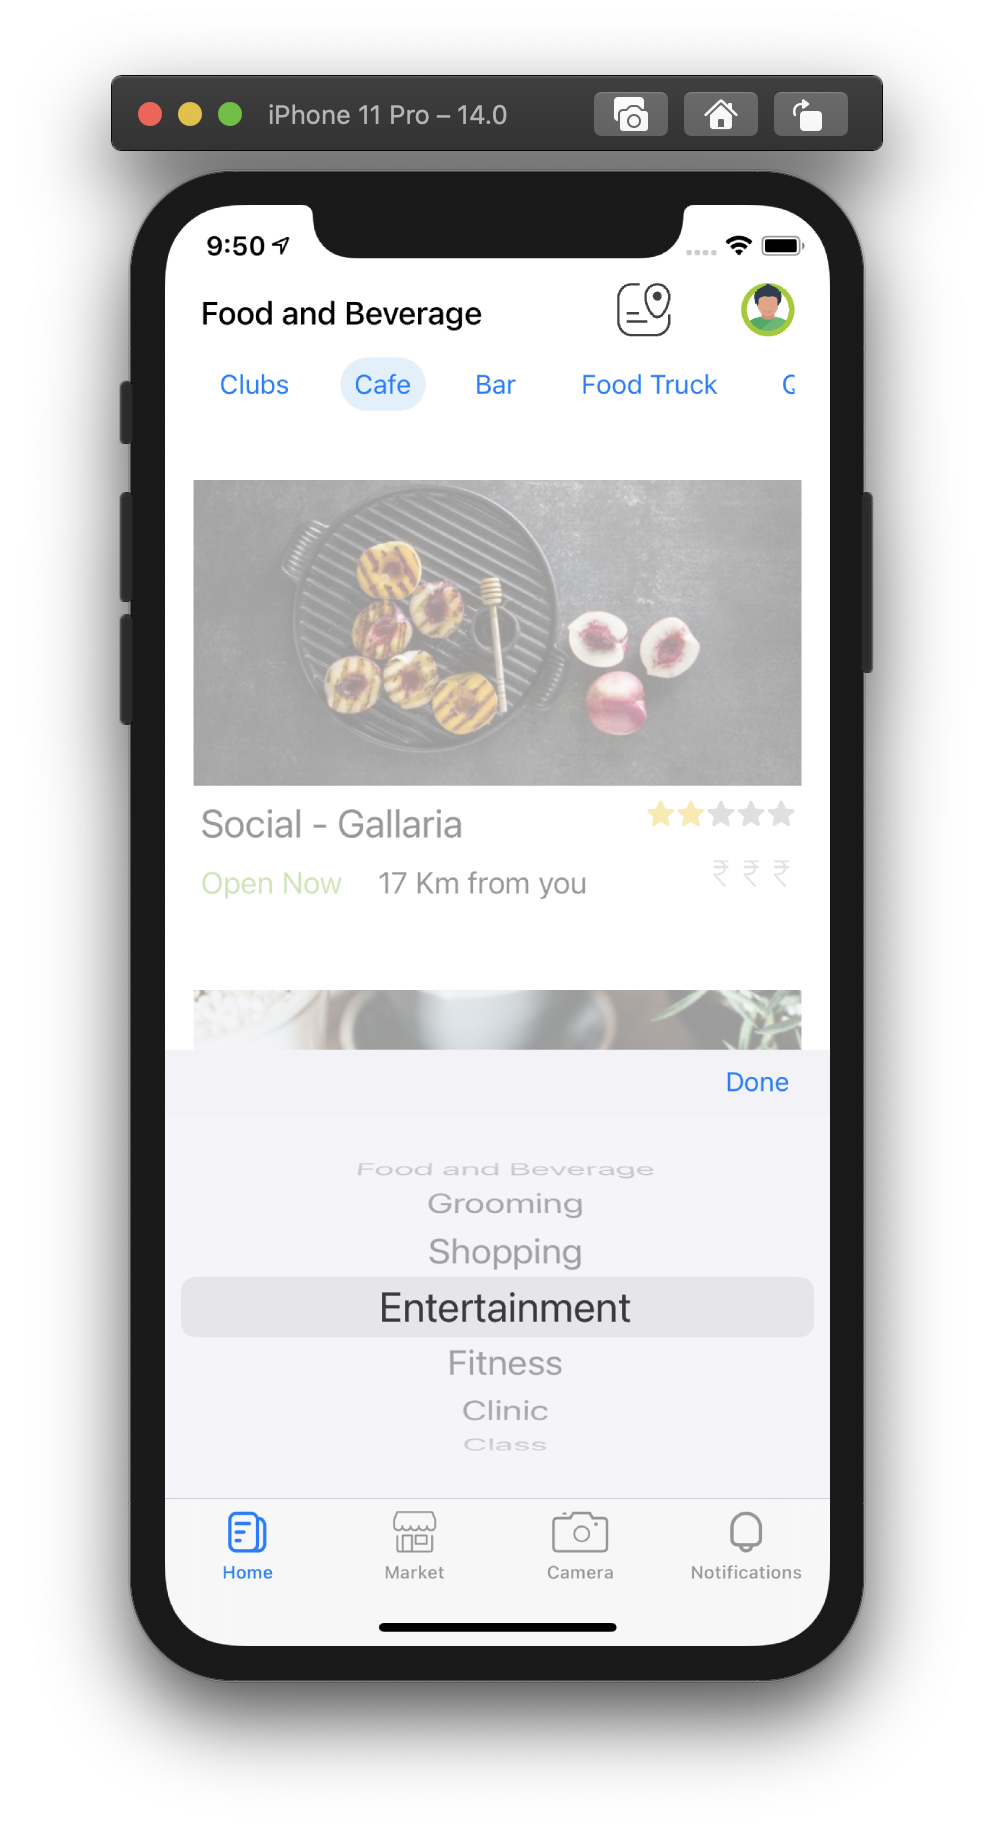 iPhone 11 Pro – 14.0
9:50
Food and Beverage
Clubs Cafe Bar Food Truck
Social - Gallaria
Open Now 17 Km from you ₹ ₹ ₹
Done
Food and Beverage
Grooming
Shopping
Entertainment
Fitness
Clinic
Class
Home Market Camera Notifications